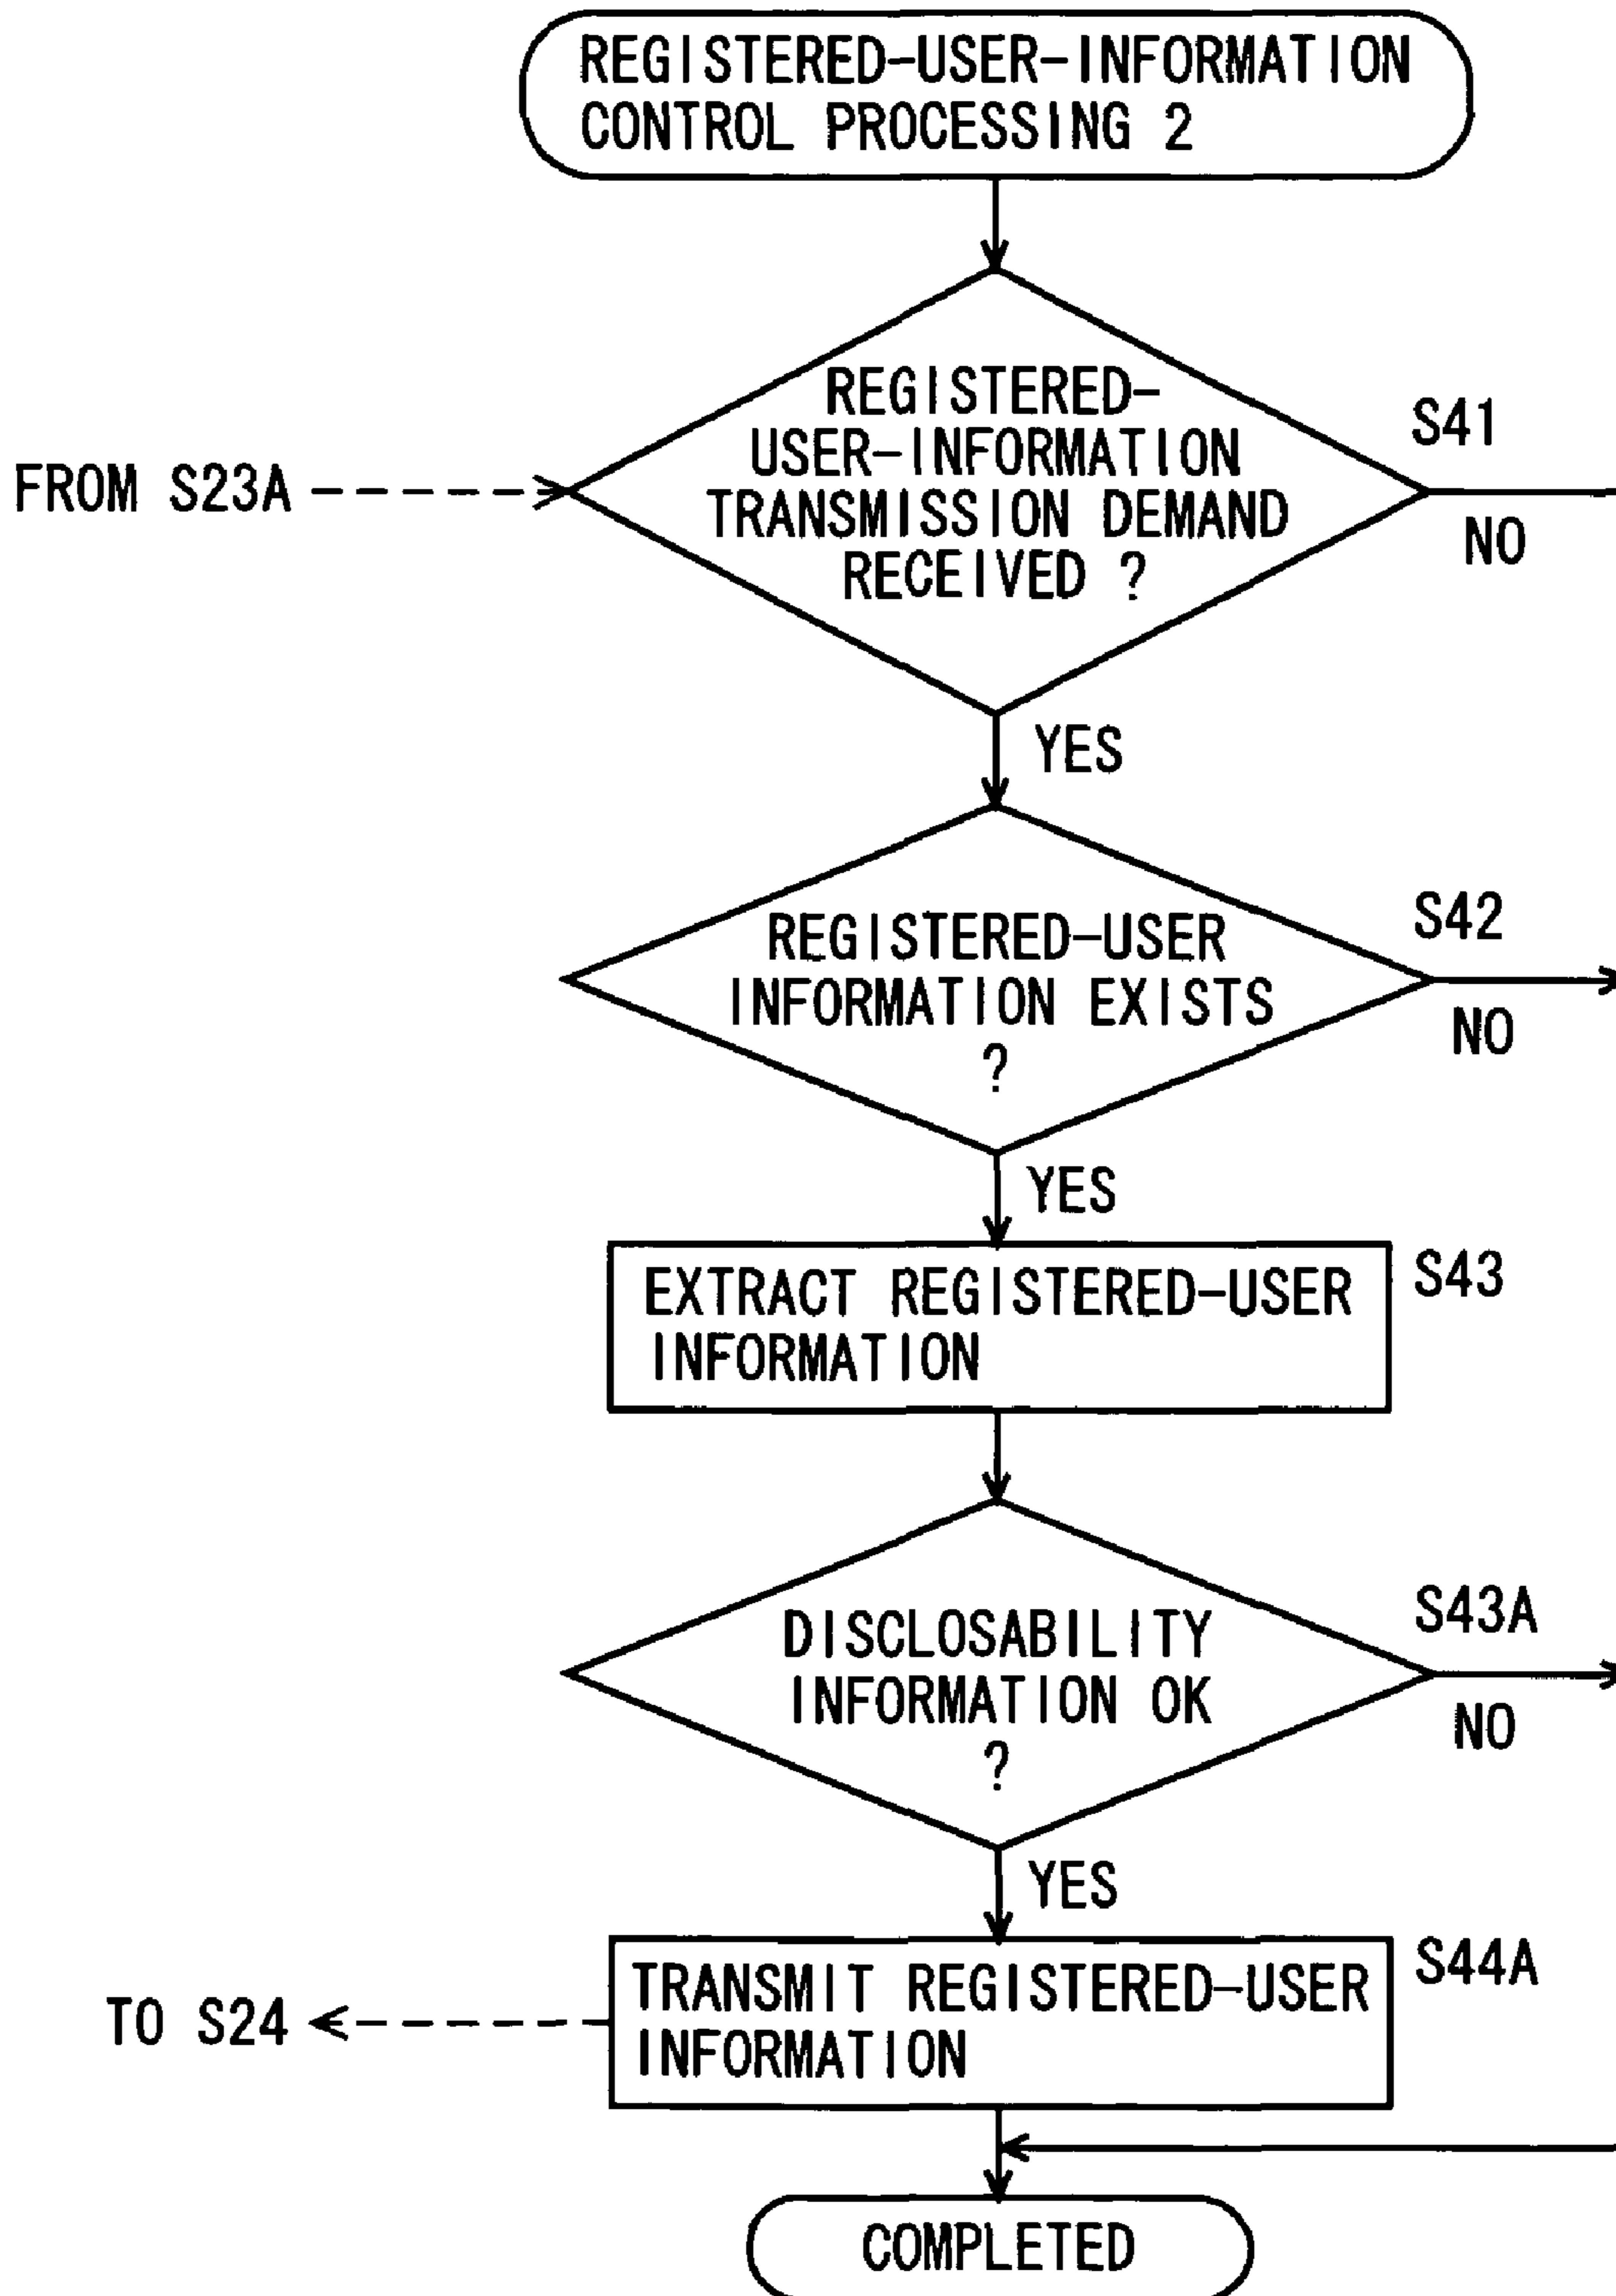 REGISTERED-USER-INFORMATION
CONTROL PROCESSING 2
REGISTERED-
USER-INFORMATION
TRANSMISSION DEMAND
RECEIVED ?
S41
FROM S23A
NO
YES
REGISTERED-USER
INFORMATION EXISTS
?
S42
NO
YES
EXTRACT REGISTERED-USER
INFORMATION
S43
DISCLOSABILITY
INFORMATION OK
?
S43A
NO
YES
TRANSMIT REGISTERED-USER
INFORMATION
S44A
TO S24
COMPLETED